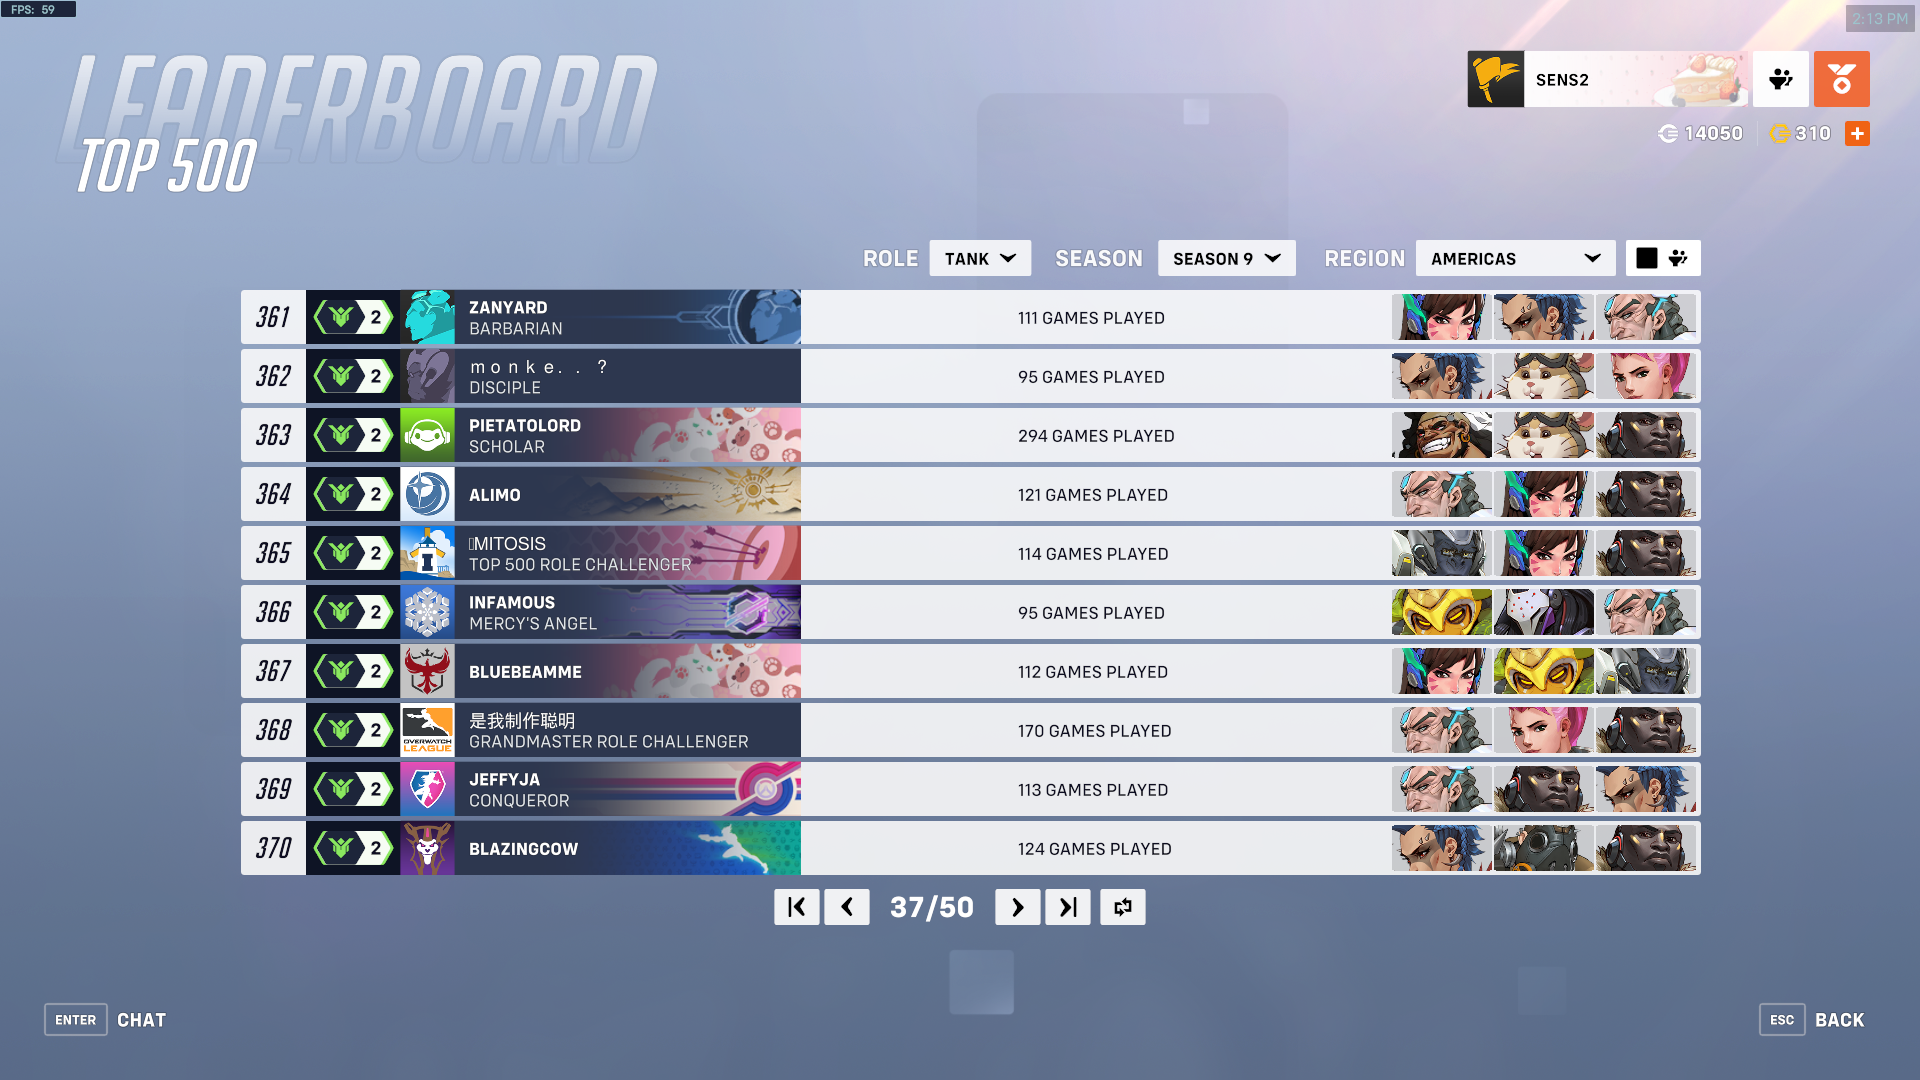 FPS: 59
2:13 PM
LEADERBOARD
TOP 500
SENS2
14050 310
ROLE TANK SEASON SEASON 9 REGION AMERICAS
361 2 ZANYARD 111 GAMES PLAYED
BARBARIAN
362 2 monke.. ? 95 GAMES PLAYED
DISCIPLE
363 2 PIETATOLORD 294 GAMES PLAYED
SCHOLAR
364 2 ALIMO 121 GAMES PLAYED
365 2 MITOSIS 114 GAMES PLAYED
TOP 500 ROLE CHALLENGER
366 2 INFAMOUS 95 GAMES PLAYED
MERCY'S ANGEL
367 2 BLUEBEAMME 112 GAMES PLAYED
368 2 是我制作聪明 170 GAMES PLAYED
OVERWATCH
LEAGUE
GRANDMASTER ROLE CHALLENGER
369 2 JEFFYJA 113 GAMES PLAYED
CONQUEROR
370 2 BLAZINGCOW 124 GAMES PLAYED
37/50
ENTER CHAT
ESC BACK